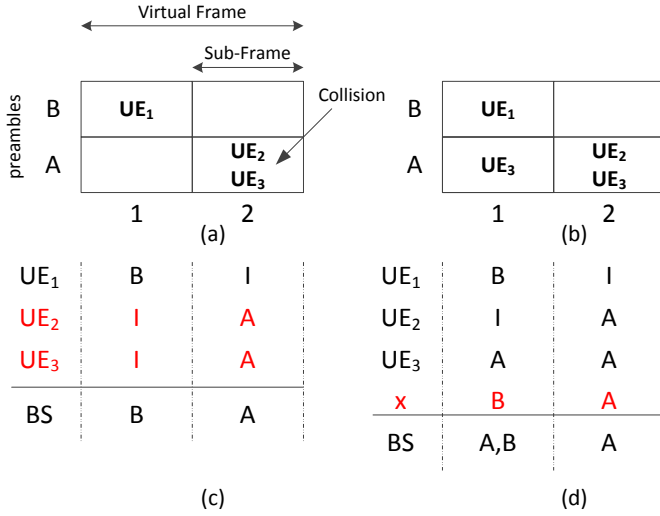 Virtual Frame
Sub-Frame
preambles
B UE₁
Collision
A UE₂
UE₃
1 2
(a)
B UE₁
A UE₃ UE₂
UE₃
1 2
(b)
UE₁ B I
UE₂ I A
UE₃ I A
BS B A
(c)
UE₁ B I
UE₂ I A
UE₃ A A
x B A
BS A,B A
(d)